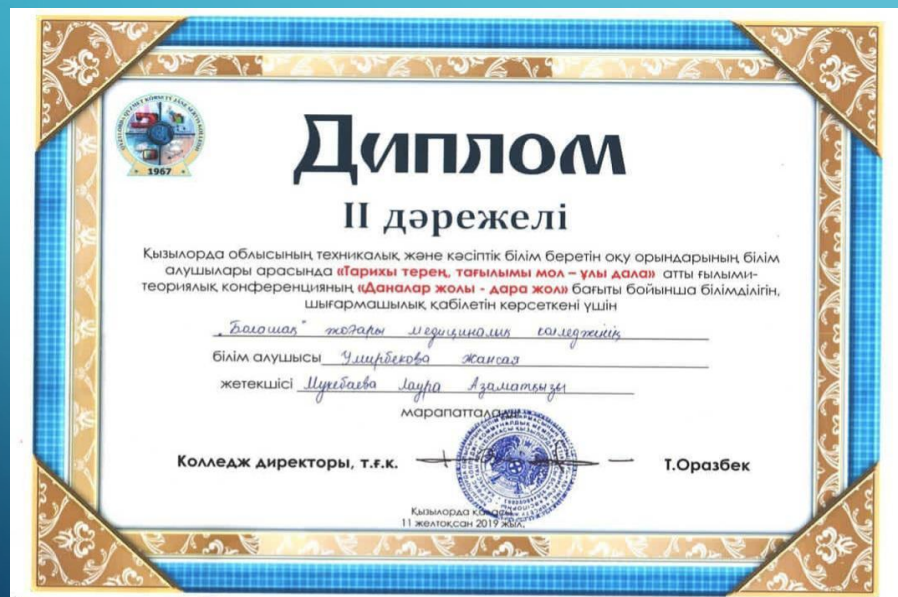 1967
Диплом
II дәрежелі
Қызылорда облысының техникалық және кәсіптік білім беретін оқу орындарының білім
алушылары арасында «Тарихы терең, тағылымы мол – ұлы дала» атты ғылыми-
теориялық конференцияның «Даналар жолы - дара жол» бағыты бойынша білімділігін,
шығармашылық қабілетін көрсеткені үшін
„Болашақ" жоғары медициналық колледжінің
білім алушысы Умирбекова Жансая
жетекшісі Мукебаева Лаура Азаматқызы
марапатталады
Колледж директоры, т.ғ.к. Т.Оразбек
Қызылорда қаласы
11 желтоқсан 2019 жыл.